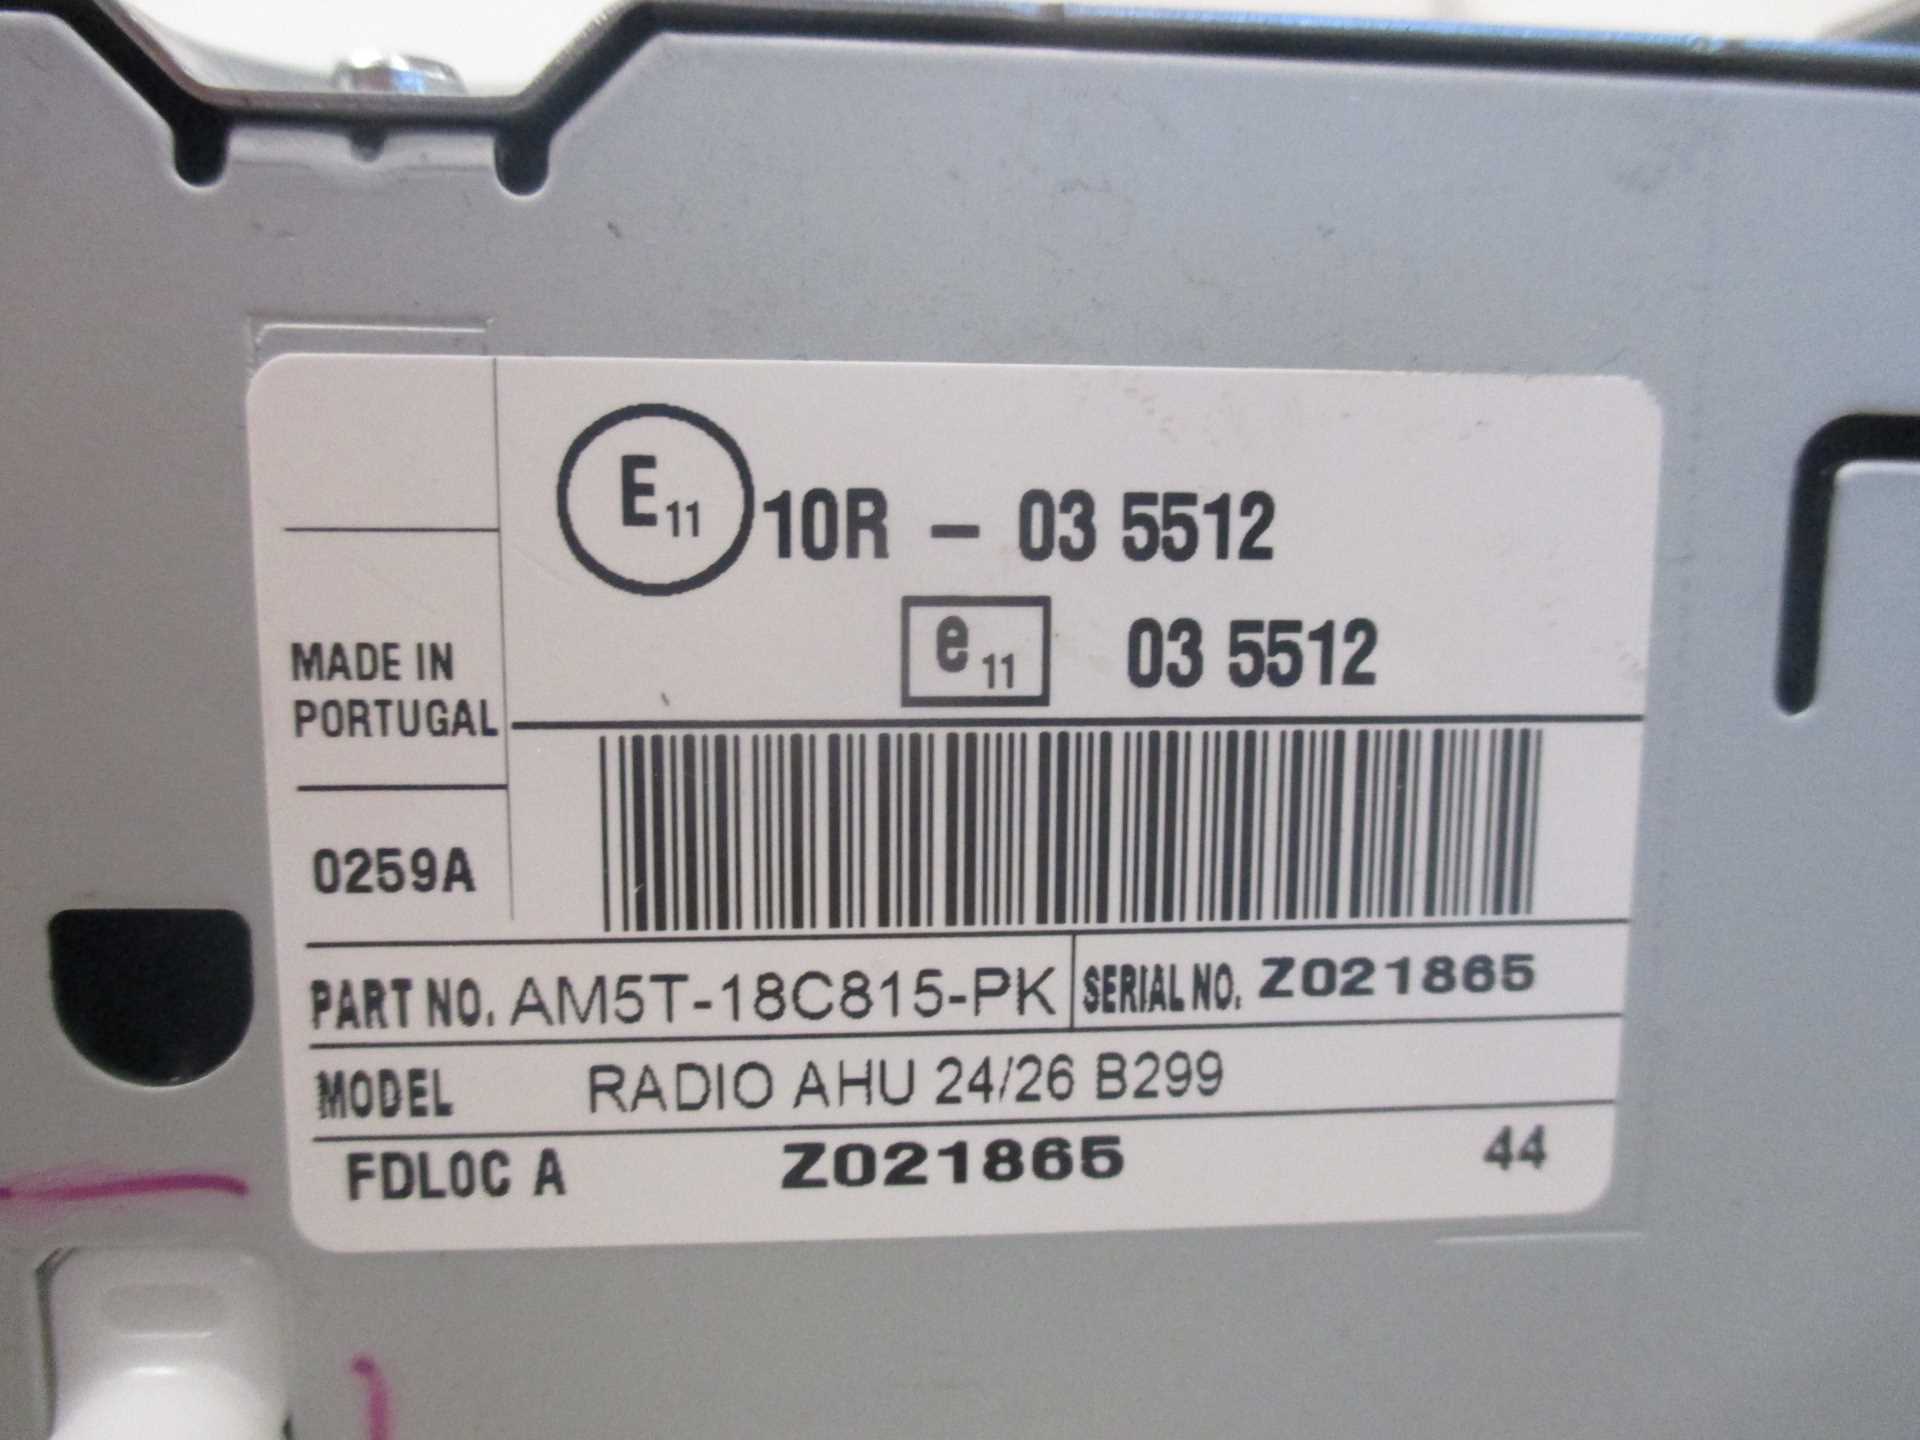 E11 10R - 03 5512
e11 03 5512
MADE IN
PORTUGAL
0259A
PART NO. AM5T-18C815-PK SERIAL NO. Z021865
MODEL RADIO AHU 24/26 B299
FDLOC A Z021865 44